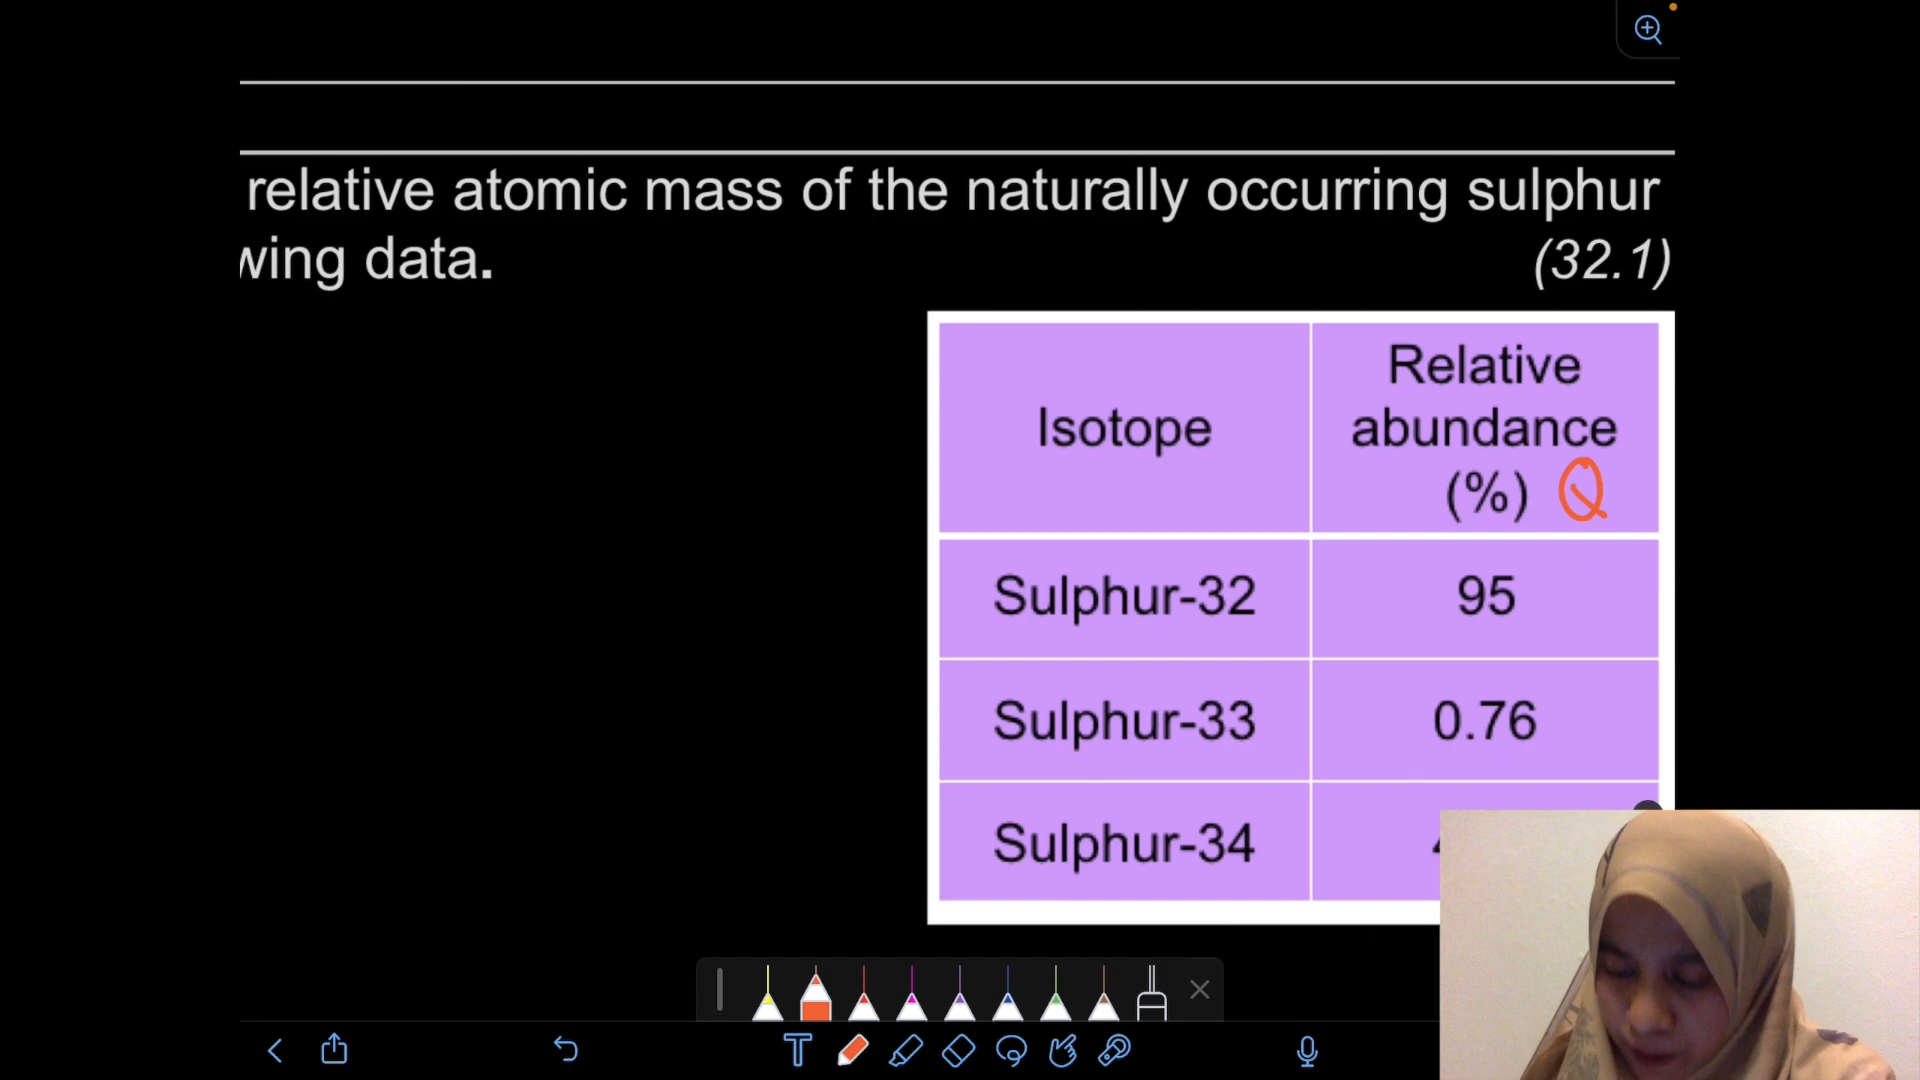 relative atomic mass of the naturally occurring sulphur
wing data.
(32.1)
Isotope
Relative
abundance
(%) Q
Sulphur-32
95
Sulphur-33
0.76
Sulphur-34
T